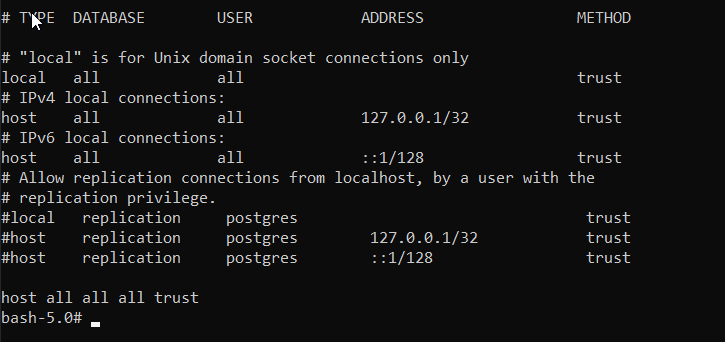 # TYPE  DATABASE        USER            ADDRESS                 METHOD
# "local" is for Unix domain socket connections only
local   all             all                                     trust
# IPv4 local connections:
host    all             all             127.0.0.1/32            trust
# IPv6 local connections:
host    all             all             ::1/128                 trust
# Allow replication connections from localhost, by a user with the
# replication privilege.
#local   replication     postgres                                trust
#host    replication     postgres        127.0.0.1/32            trust
#host    replication     postgres        ::1/128                 trust
host all all all trust
bash-5.0#